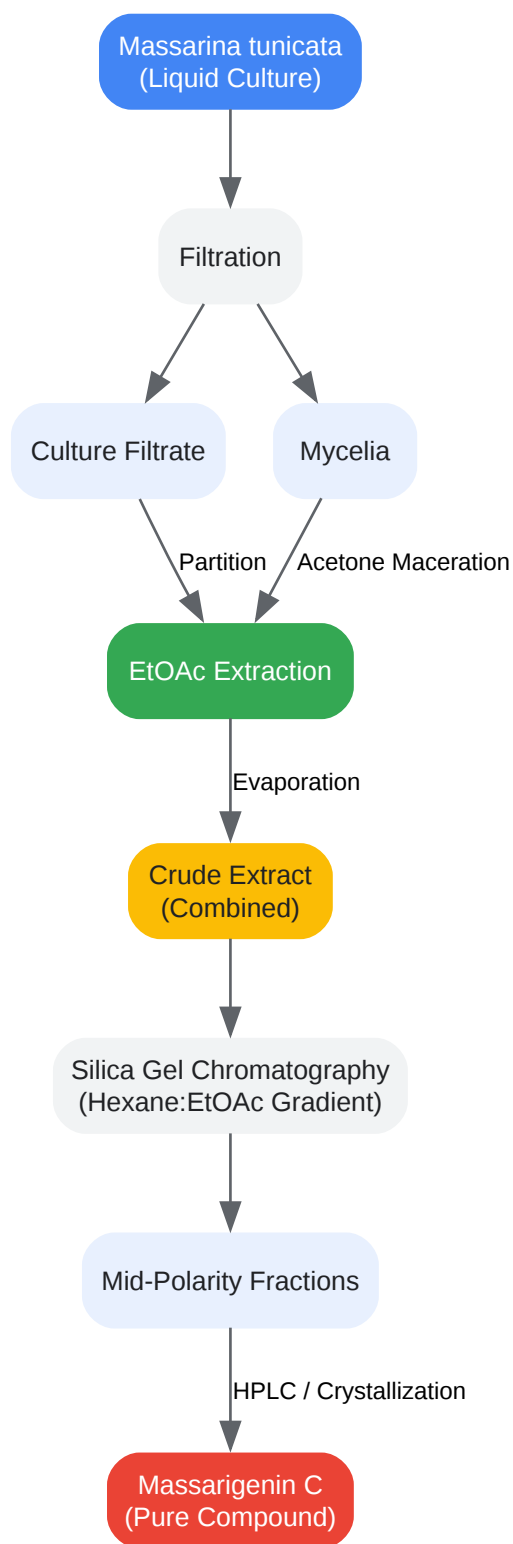 Massarina tunicata
(Liquid Culture)
Filtration
Culture Filtrate
Mycelia
Partition
Acetone Maceration
EtOAc Extraction
Evaporation
Crude Extract
(Combined)
Silica Gel Chromatography
(Hexane:EtOAc Gradient)
Mid-Polarity Fractions
HPLC / Crystallization
Massarigenin C
(Pure Compound)